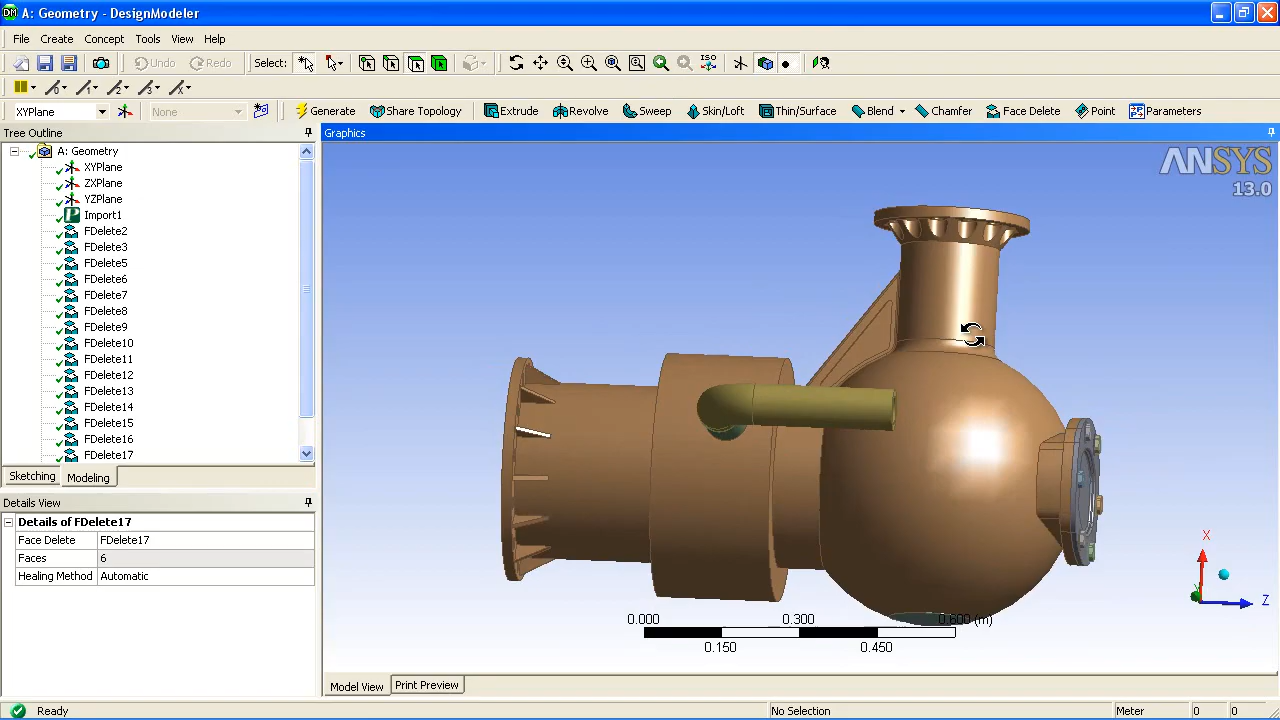 A: Geometry - DesignModeler
File Create Concept Tools View Help
Undo Redo Select: ISO
XYPlane None Generate Share Topology Extrude Revolve Sweep Skin/Loft Thin/Surface Blend Chamfer Face Delete Point Parameters
Tree Outline
Graphics
A: Geometry
XYPlane
ZXPlane
YZPlane
Import1
FDelete2
FDelete3
FDelete5
FDelete6
FDelete7
FDelete8
FDelete9
FDelete10
FDelete11
FDelete12
FDelete13
FDelete14
FDelete15
FDelete16
FDelete17
Sketching Modeling
Details View
Details of FDelete17
Face Delete FDelete17
Faces 6
Healing Method Automatic
ANSYS
13.0
X
Z
0.000 0.300 0.600 (m)
0.150 0.450
Model View Print Preview
Ready No Selection Meter 0 0